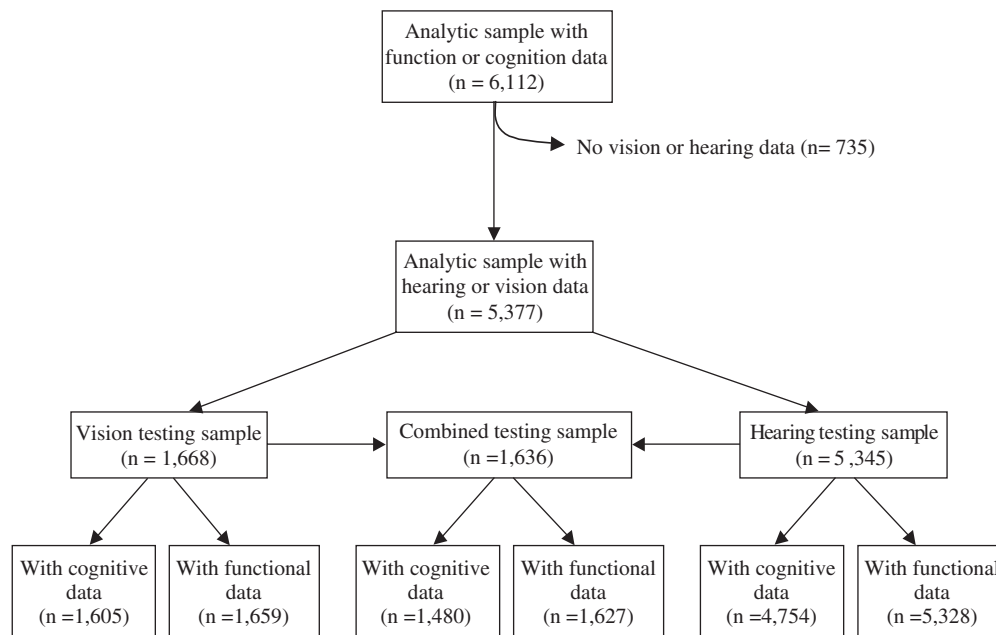 Analytic sample with
function or cognition data
(n = 6,112)
No vision or hearing data (n= 735)
Analytic sample with
hearing or vision data
(n = 5,377)
Vision testing sample
(n = 1,668)
Combined testing sample
(n =1,636)
Hearing testing sample
(n = 5 ,345)
With cognitive
data
(n =1,605)
With functional
data
(n =1,659)
With cognitive
data
(n =1,480)
With functional
data
(n =1,627)
With cognitive
data
(n =4,754)
With functional
data
(n =5,328)